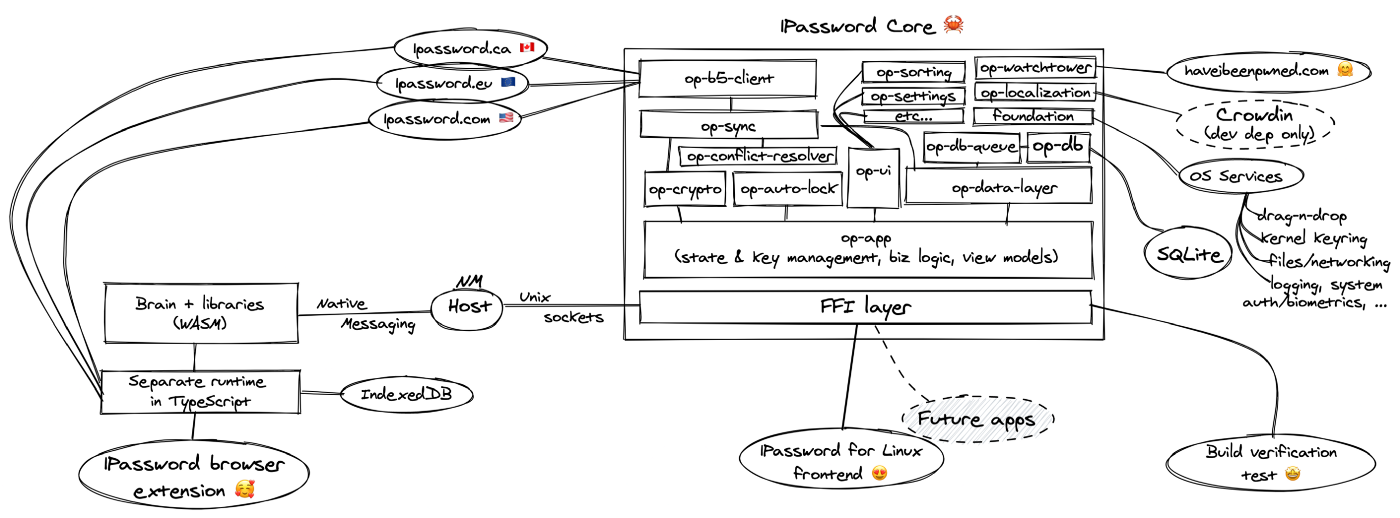 1Password Core 🦀
1password.ca 🇨🇦
1password.eu 🇪🇺
1password.com 🇺🇸
op-b5-client
op-sync
op-conflict-resolver
op-crypto
op-auto-lock
op-sorting
op-settings
etc...
op-ui
op-watchtower
op-localization
foundation
op-db-queue
op-db
op-data-layer
op-app
(state & key management, biz logic, view models)
FFI layer
haveibeenpwned.com 🤗
Crowdin
(dev dep only)
OS Services
drag-n-drop
kernel keyring
files/networking
logging, system
auth/biometrics, ...
SQLite
Brain + libraries
(WASM)
Native
Messaging
NM
Host
Unix
sockets
Separate runtime
in TypeScript
IndexedDB
1Password browser
extension 🥰
Future apps
1Password for Linux
frontend 😍
Build verification
test 🤩